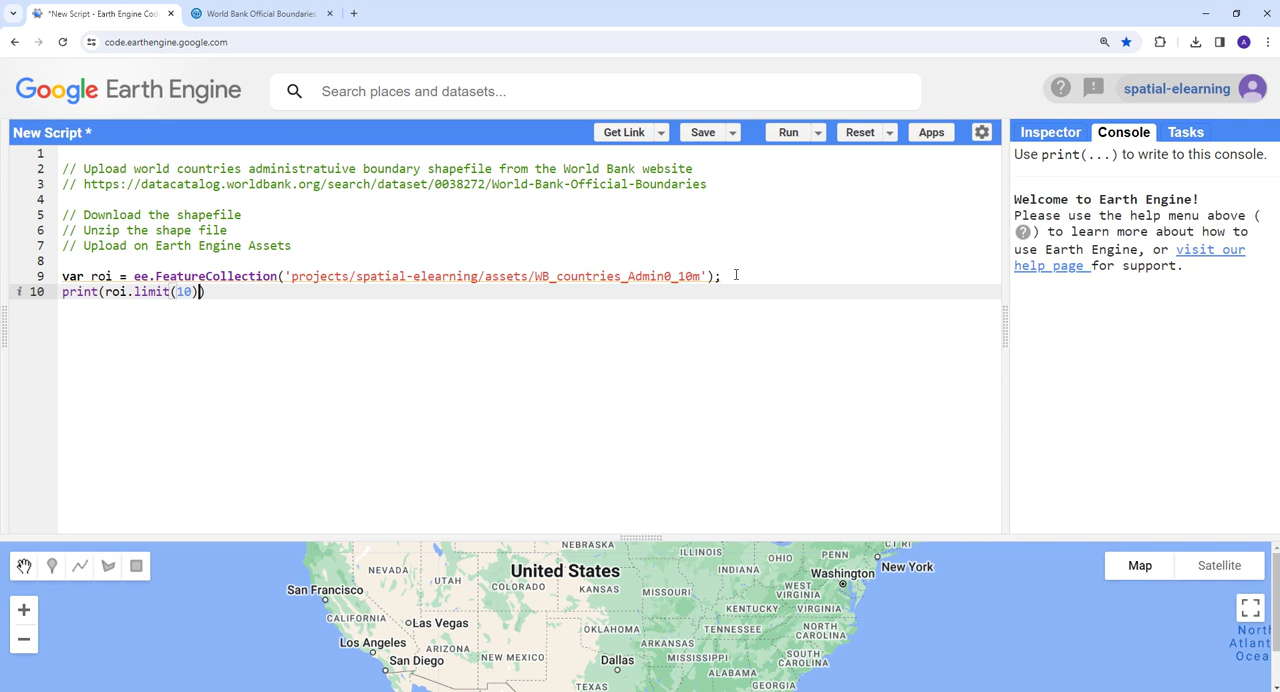 *New Script - Earth Engine Cod
World Bank Official Boundaries
code.earthengine.google.com
A
Google Earth Engine
Search places and datasets...
spatial-elearning
New Script *
Get Link
Save
Run
Reset
Apps
Inspector
Console
Tasks
1
2 // Upload world countries administratuive boundary shapefile from the World Bank website
3 // https://datacatalog.worldbank.org/search/dataset/0038272/World-Bank-Official-Boundaries
4
5 // Download the shapefile
6 // Unzip the shape file
7 // Upload on Earth Engine Assets
8
9 var roi = ee.FeatureCollection('projects/spatial-elearning/assets/WB_countries_Admin0_10m');
i 10 print(roi.limit(10))
Use print(...) to write to this console.
Welcome to Earth Engine!
Please use the help menu above (
?) to learn more about how to
use Earth Engine, or visit our
help page for support.
Map
Satellite
NEBRASKA
ILLINOIS
OHIO
PENN
CT RI
New York
NEVADA
UTAH
United States
COLORADO
KANSAS
MISSOURI
INDIANA
WEST
VIRGINIA
Washington
San Francisco
CALIFORNIA
Las Vegas
KENTUCKY
VIRGINIA
Los Angeles
ARIZONA
NEW MEXICO
OKLAHOMA
ARKANSAS
TENNESSEE
NORTH
CAROLINA
San Diego
Dallas
MISSISSIPPI
ALABAMA
SOUTH
CAROLINA
TEXAS
GEORGIA
North
Atlant
Ocea